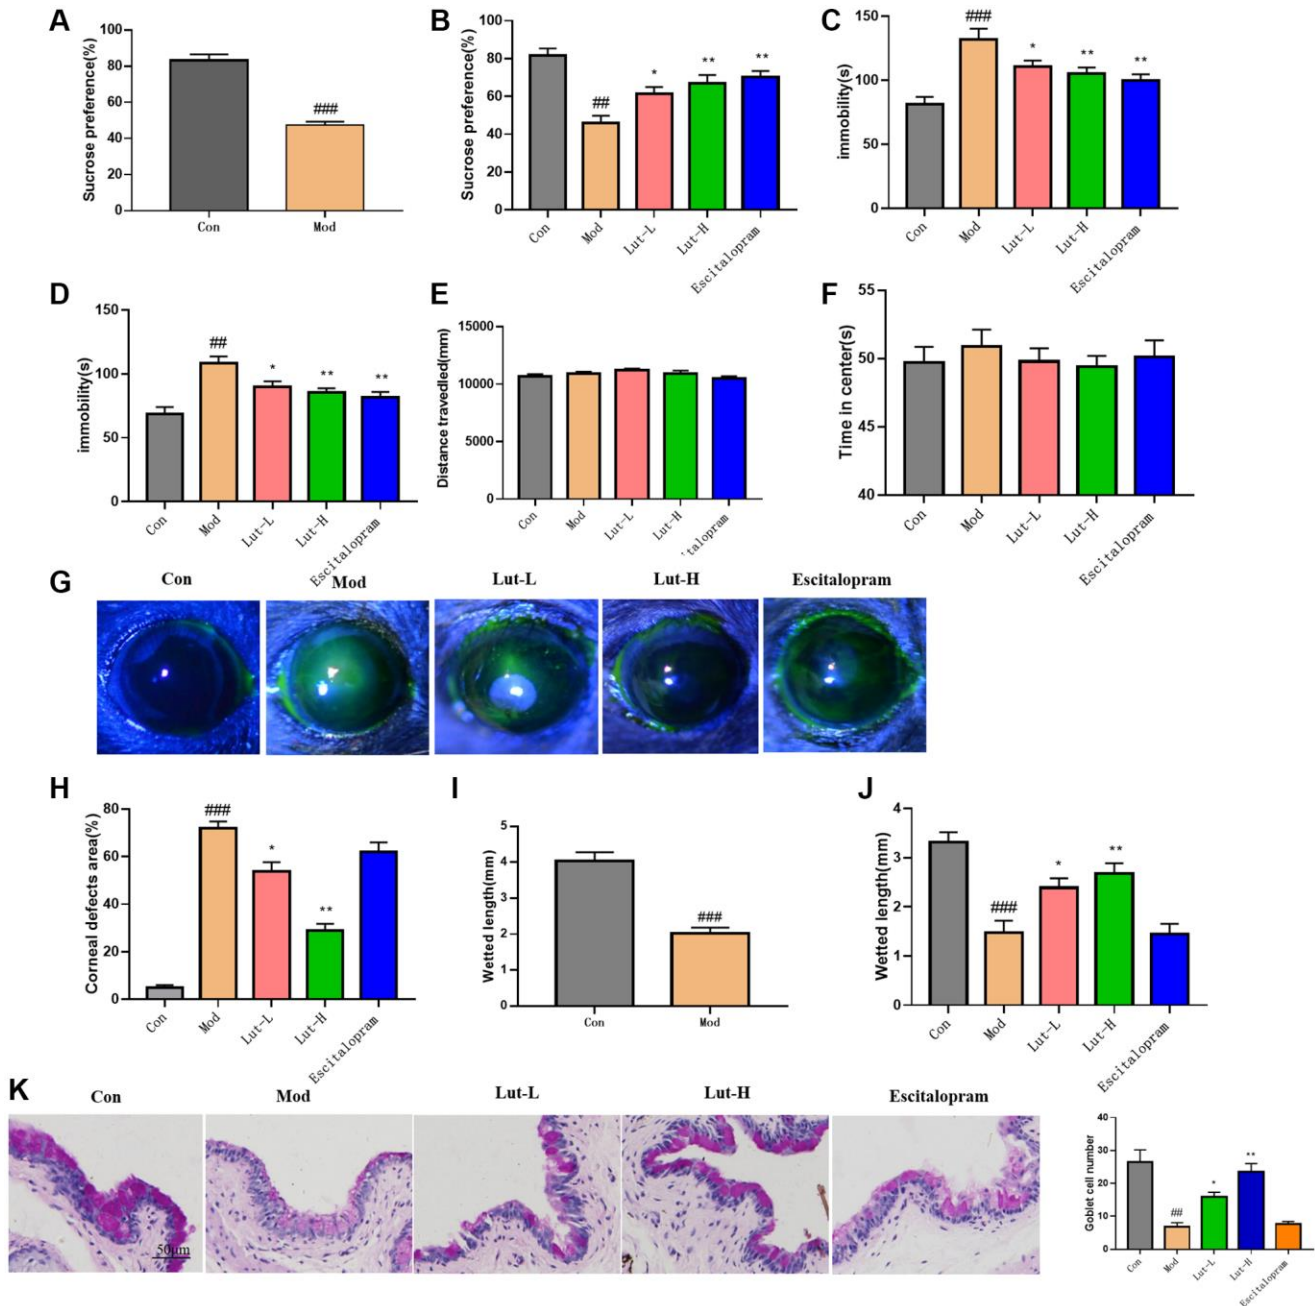 A
Sucrose preference(%)
100
80
60
40
20
0
###
Con
Mod
B
Sucrose preference(%)
100
80
60
40
20
0
##
*
**
**
Con
Mod
Lut-L
Lut-H
Escitalopram
C
immobility(s)
150
100
50
0
###
*
**
**
Con
Mod
Lut-L
Lut-H
Escitalopram
D
immobility(s)
150
100
50
0
##
*
**
**
Con
Mod
Lut-L
Lut-H
Escitalopram
E
Distance travedlled(mm)
15000
10000
5000
0
Con
Mod
Lut-L
Lut-H
citalopram
F
Time in center(s)
55
50
45
40
Con
Mod
Lut-L
Lut-H
Escitalopram
G
Con
Mod
Lut-L
Lut-H
Escitalopram
H
Corneal defects area(%)
80
60
40
20
0
###
*
**
Con
Mod
Lut-L
Lut-H
Escitalopram
I
Wetted length(mm)
5
4
3
2
1
0
###
Con
Mod
J
Wetted length(mm)
4
3
2
1
0
###
*
**
Con
Mod
Lut-L
Lut-H
Escitalopram
K
Con
Mod
Lut-L
Lut-H
Escitalopram
50μm
Goblet cell number
40
30
20
10
0
##
*
**
Con
Mod
Lut-L
Lut-H
Escitalopram